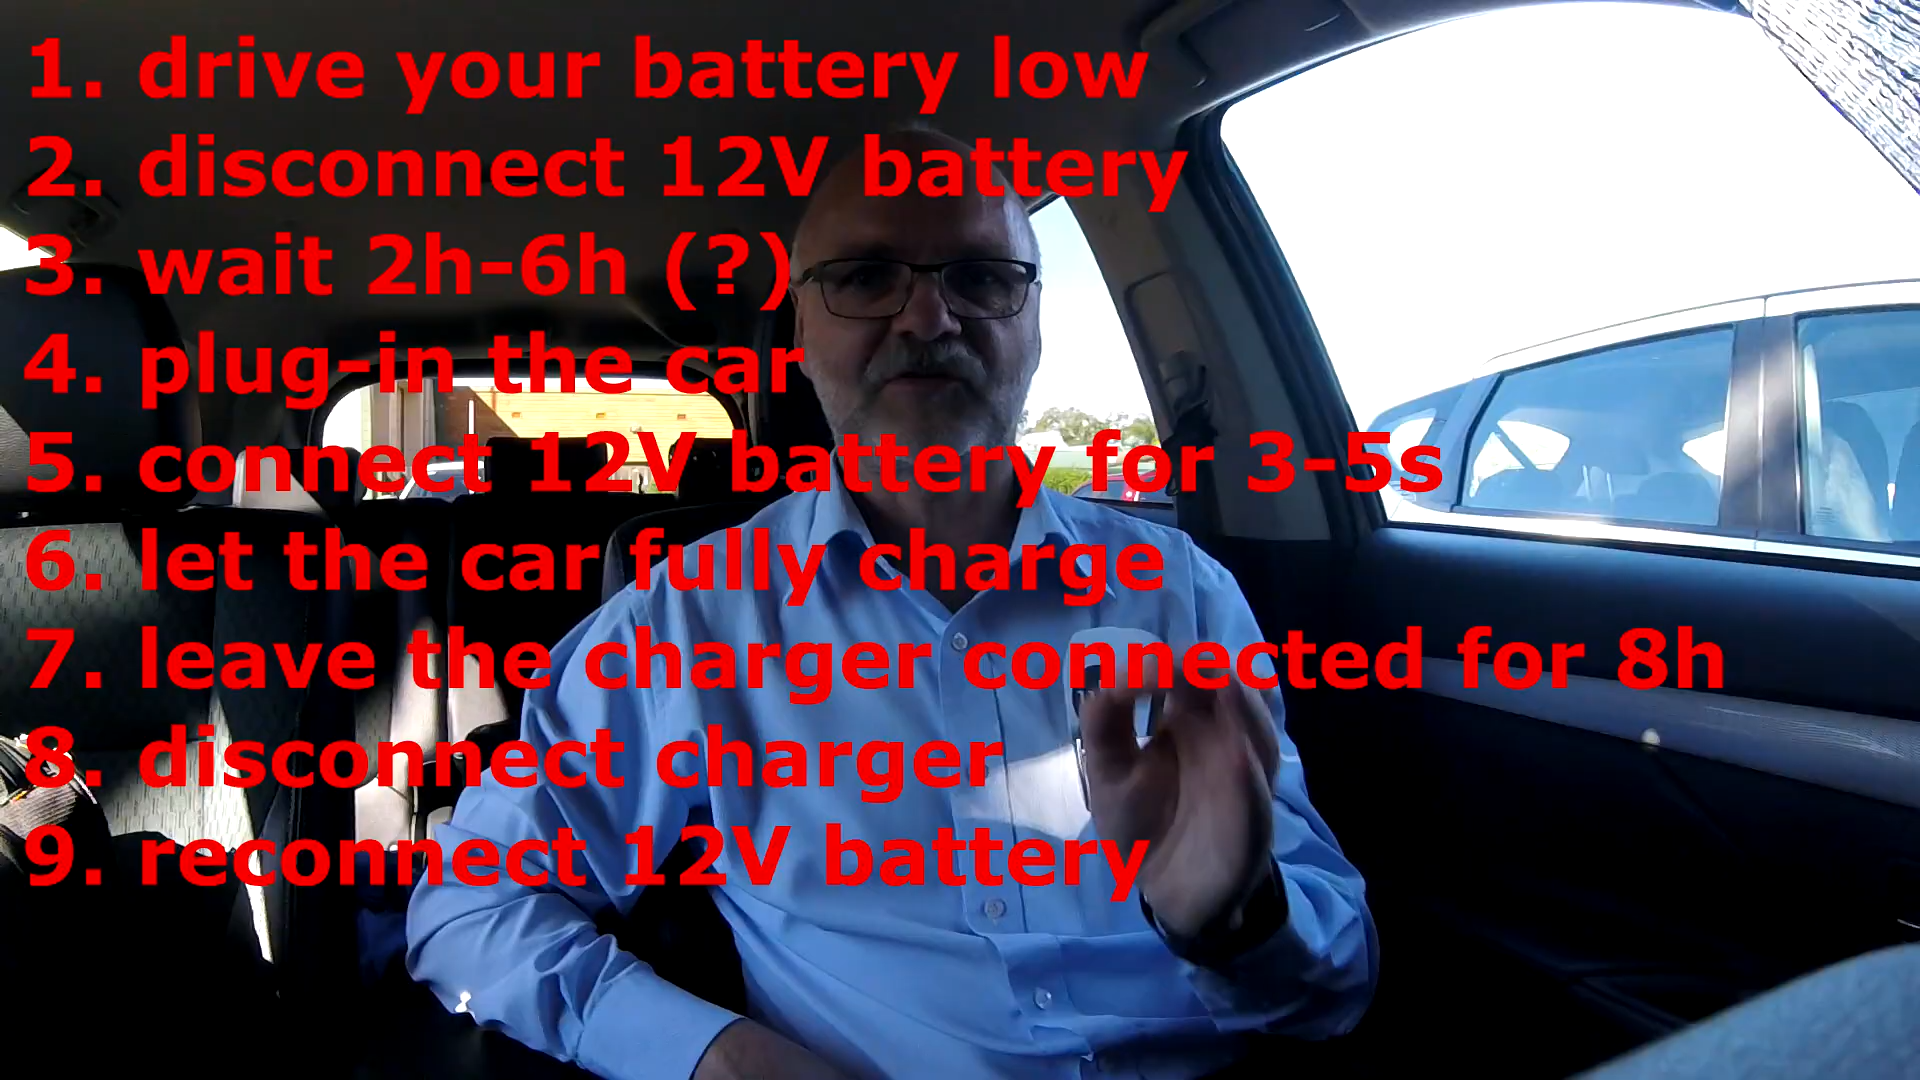 1. drive your battery low
2. disconnect 12V battery
3. wait 2h-6h (?)
4. plug-in the car
5. connect 12V battery for 3-5s
6. let the car fully charge
7. leave the charger connected for 8h
8. disconnect charger
9. reconnect 12V battery